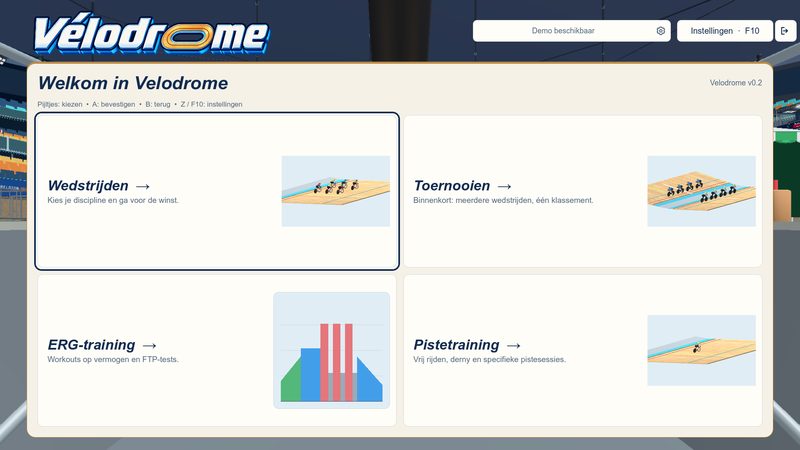 Vélodrome
Demo beschikbaar
Instellingen · F10
Welkom in Velodrome
Velodrome v0.2
Pijltjes: kiezen • A: bevestigen • B: terug • Z / F10: instellingen
Wedstrijden →
Kies je discipline en ga voor de winst.
Toernooien →
Binnenkort: meerdere wedstrijden, één klassement.
ERG-training →
Workouts op vermogen en FTP-tests.
Pistetraining →
Vrij rijden, derny en specifieke pistesessies.